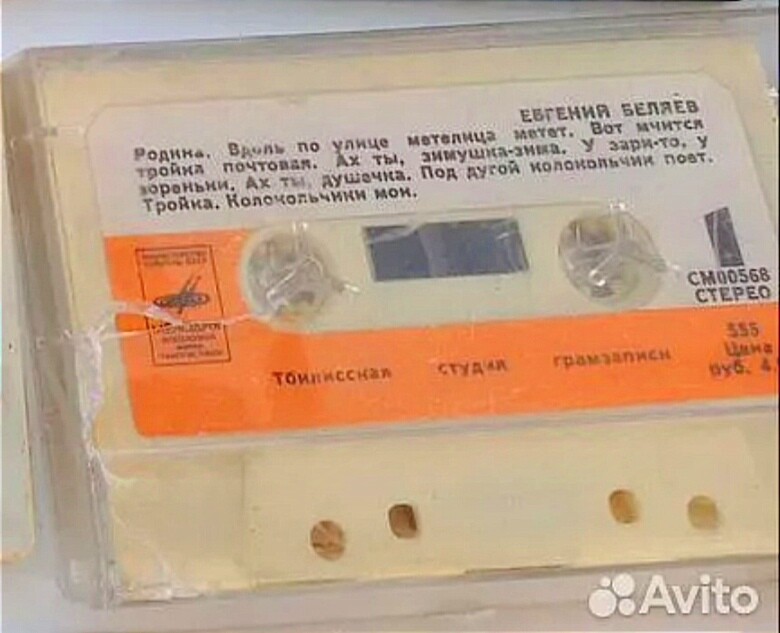 ЕВГЕНИЙ БЕЛЯЕВ
Родина. Вдоль по улице метелица метет. Вот мчится
тройка почтовая. Ах ты, зимушка-зима. У зари-то, у
зореньки. Ах ты, душечка. Под дугой колокольчик поет.
Тройка. Колокольчики мои.
1
СМ00568
СТЕРЕО
Тбилисская студия грамзаписи
555
Цена
руб. 4.
Avito